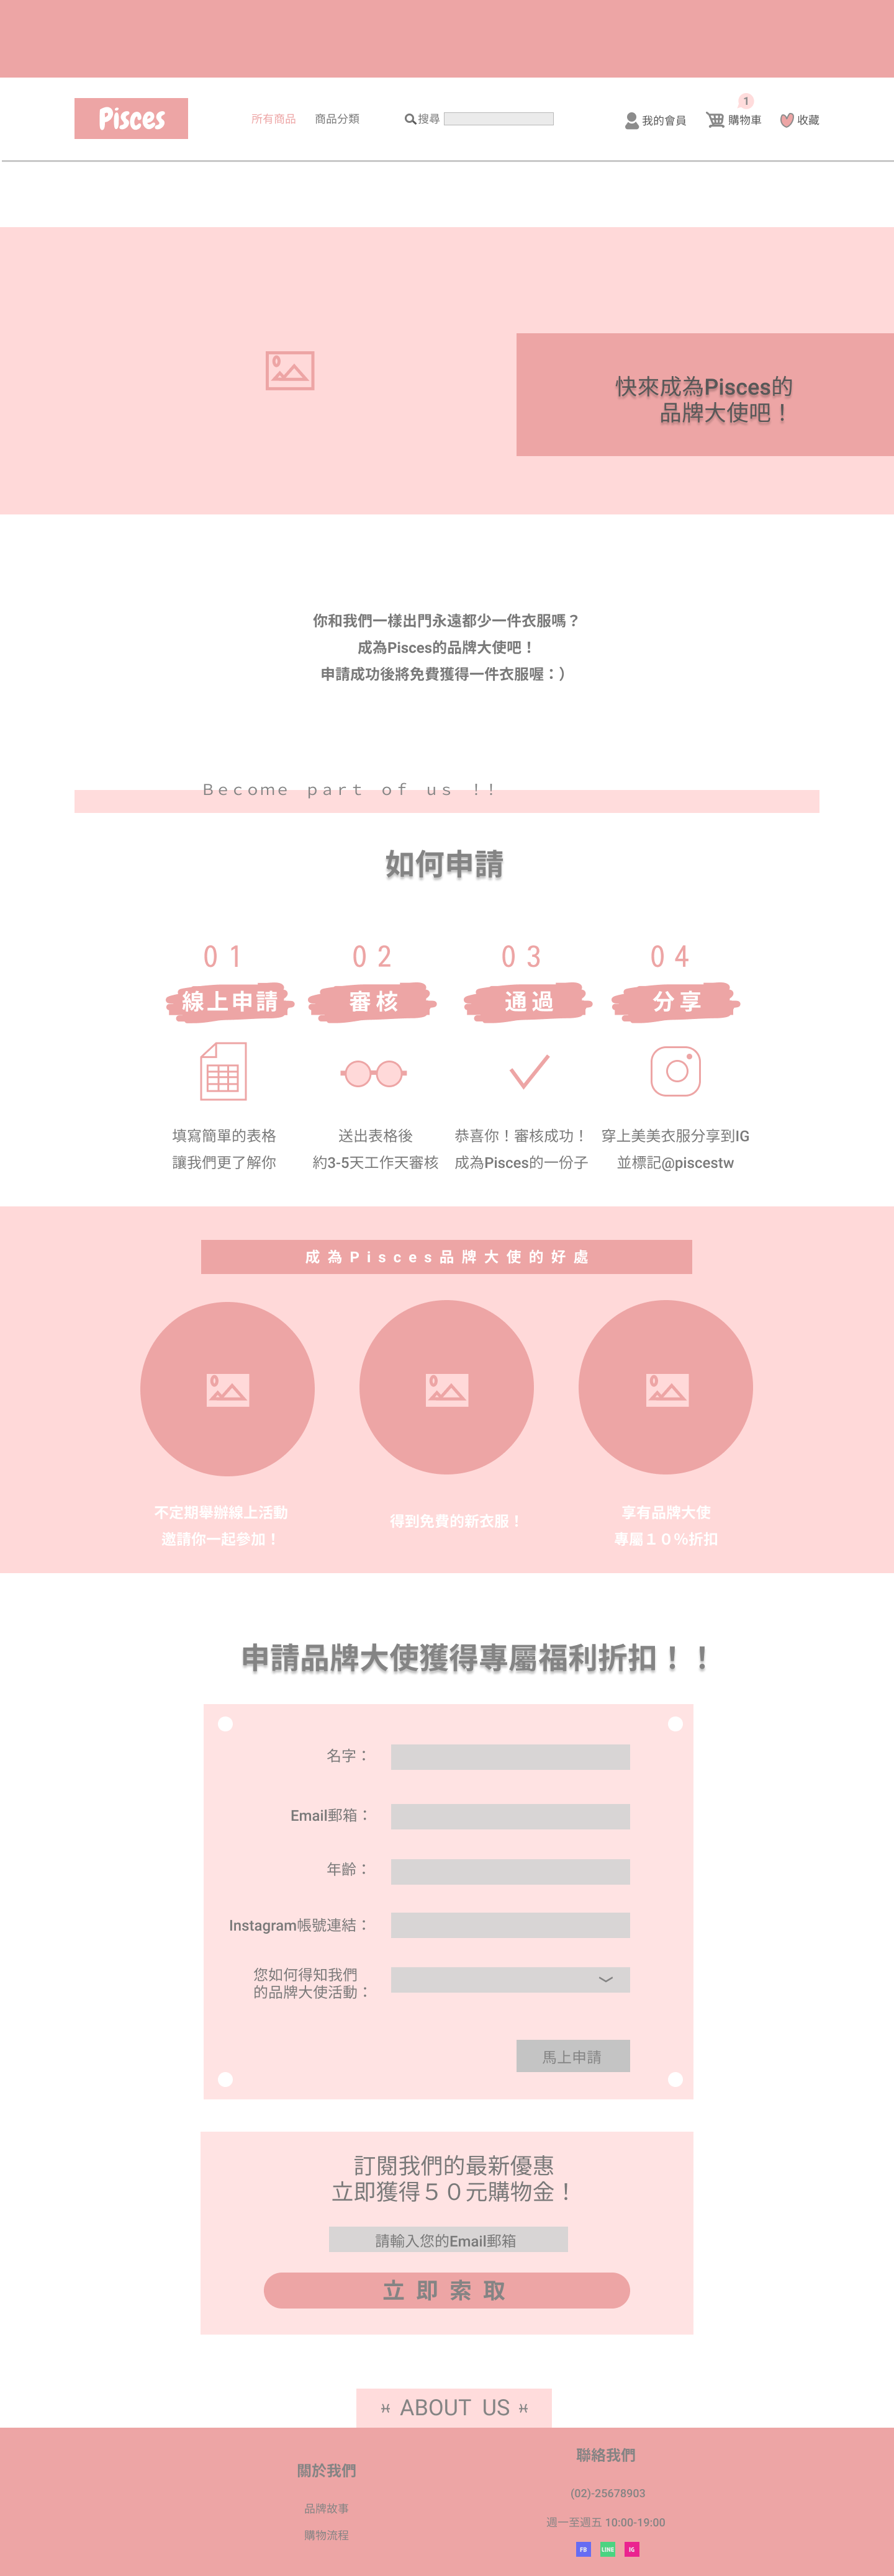 Pisces
所有商品 商品分類 搜尋 我的會員 1 購物車 收藏
快來成為Pisces的
品牌大使吧！
你和我們一樣出門永遠都少一件衣服嗎？
成為Pisces的品牌大使吧！
申請成功後將免費獲得一件衣服喔：）
Ｂｅｃｏｍｅ　ｐａｒｔ　ｏｆ　ｕｓ　！！
如何申請
01 02 03 04
線上申請 審核 通過 分享
填寫簡單的表格 送出表格後 恭喜你！審核成功！ 穿上美美衣服分享到IG
讓我們更了解你 約3-5天工作天審核 成為Pisces的一份子 並標記@piscestw
成為Pisces品牌大使的好處
不定期舉辦線上活動
邀請你一起參加！
得到免費的新衣服！
享有品牌大使
專屬１０％折扣
申請品牌大使獲得專屬福利折扣！！
名字：
Email郵箱：
年齡：
Instagram帳號連結：
您如何得知我們
的品牌大使活動：
馬上申請
訂閱我們的最新優惠
立即獲得５０元購物金！
請輸入您的Email郵箱
立即索取
♓ ABOUT US ♓
關於我們
品牌故事
購物流程
聯絡我們
(02)-25678903
週一至週五 10:00-19:00
FB LINE IG